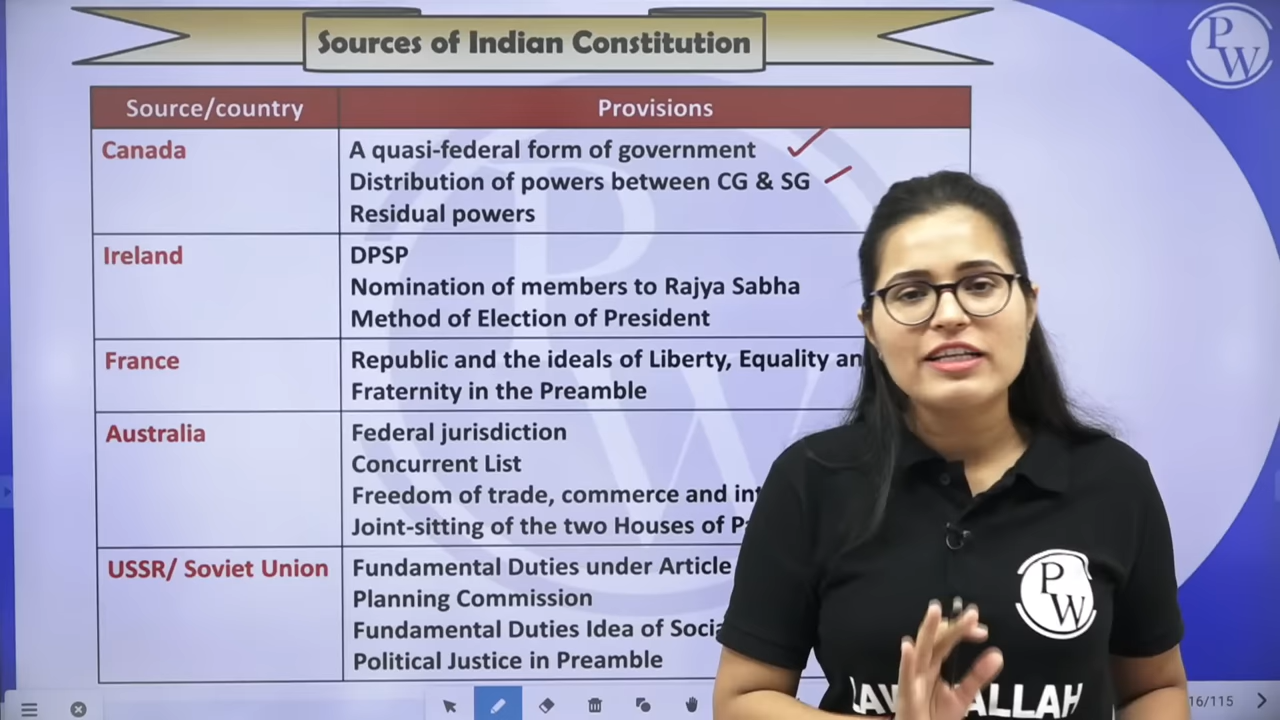 Sources of Indian Constitution
PW
Source/country Provisions
Canada A quasi-federal form of government
Distribution of powers between CG & SG
Residual powers
Ireland DPSP
Nomination of members to Rajya Sabha
Method of Election of President
France Republic and the ideals of Liberty, Equality
Fraternity in the Preamble
Australia Federal jurisdiction
Concurrent List
Freedom of trade, commerce and
Joint-sitting of the two Houses of
USSR/ Soviet Union Fundamental Duties under Article
Planning Commission
Fundamental Duties Idea of
Political Justice in Preamble
PW
16/115